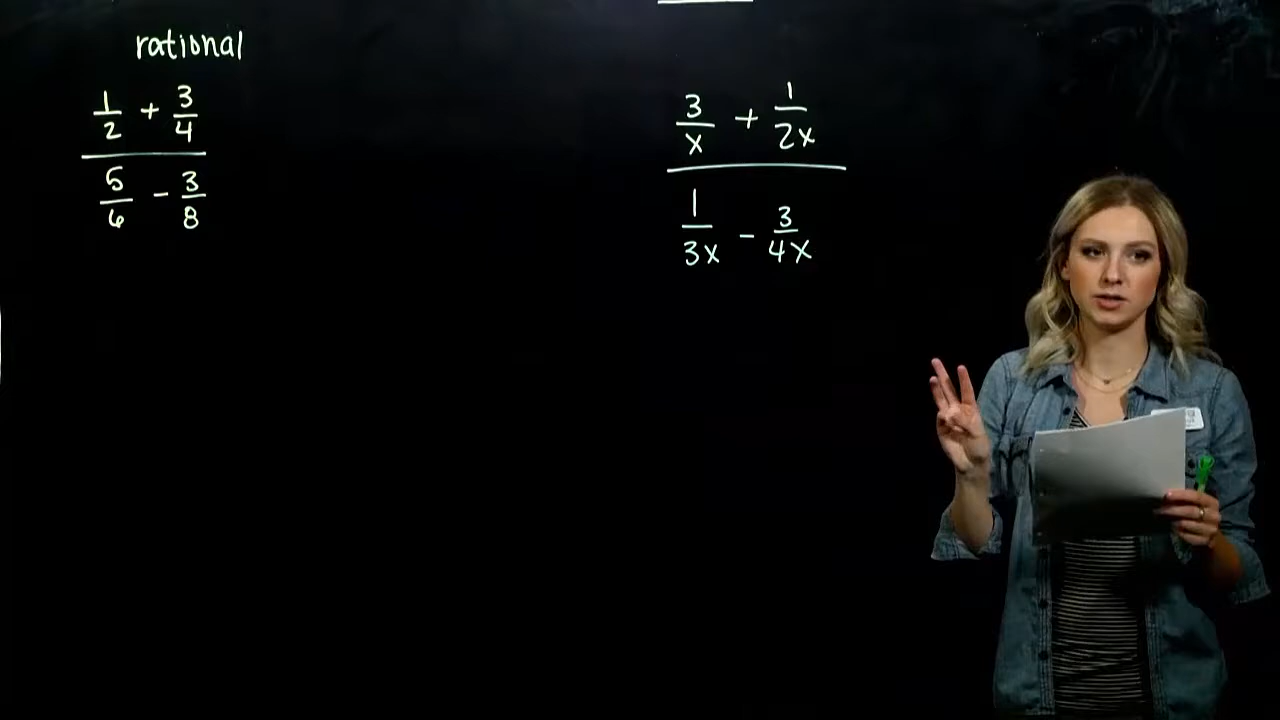 rational
1/2 + 3/4
5/6 - 3/8
3/x + 1/2x
1/3x - 3/4x